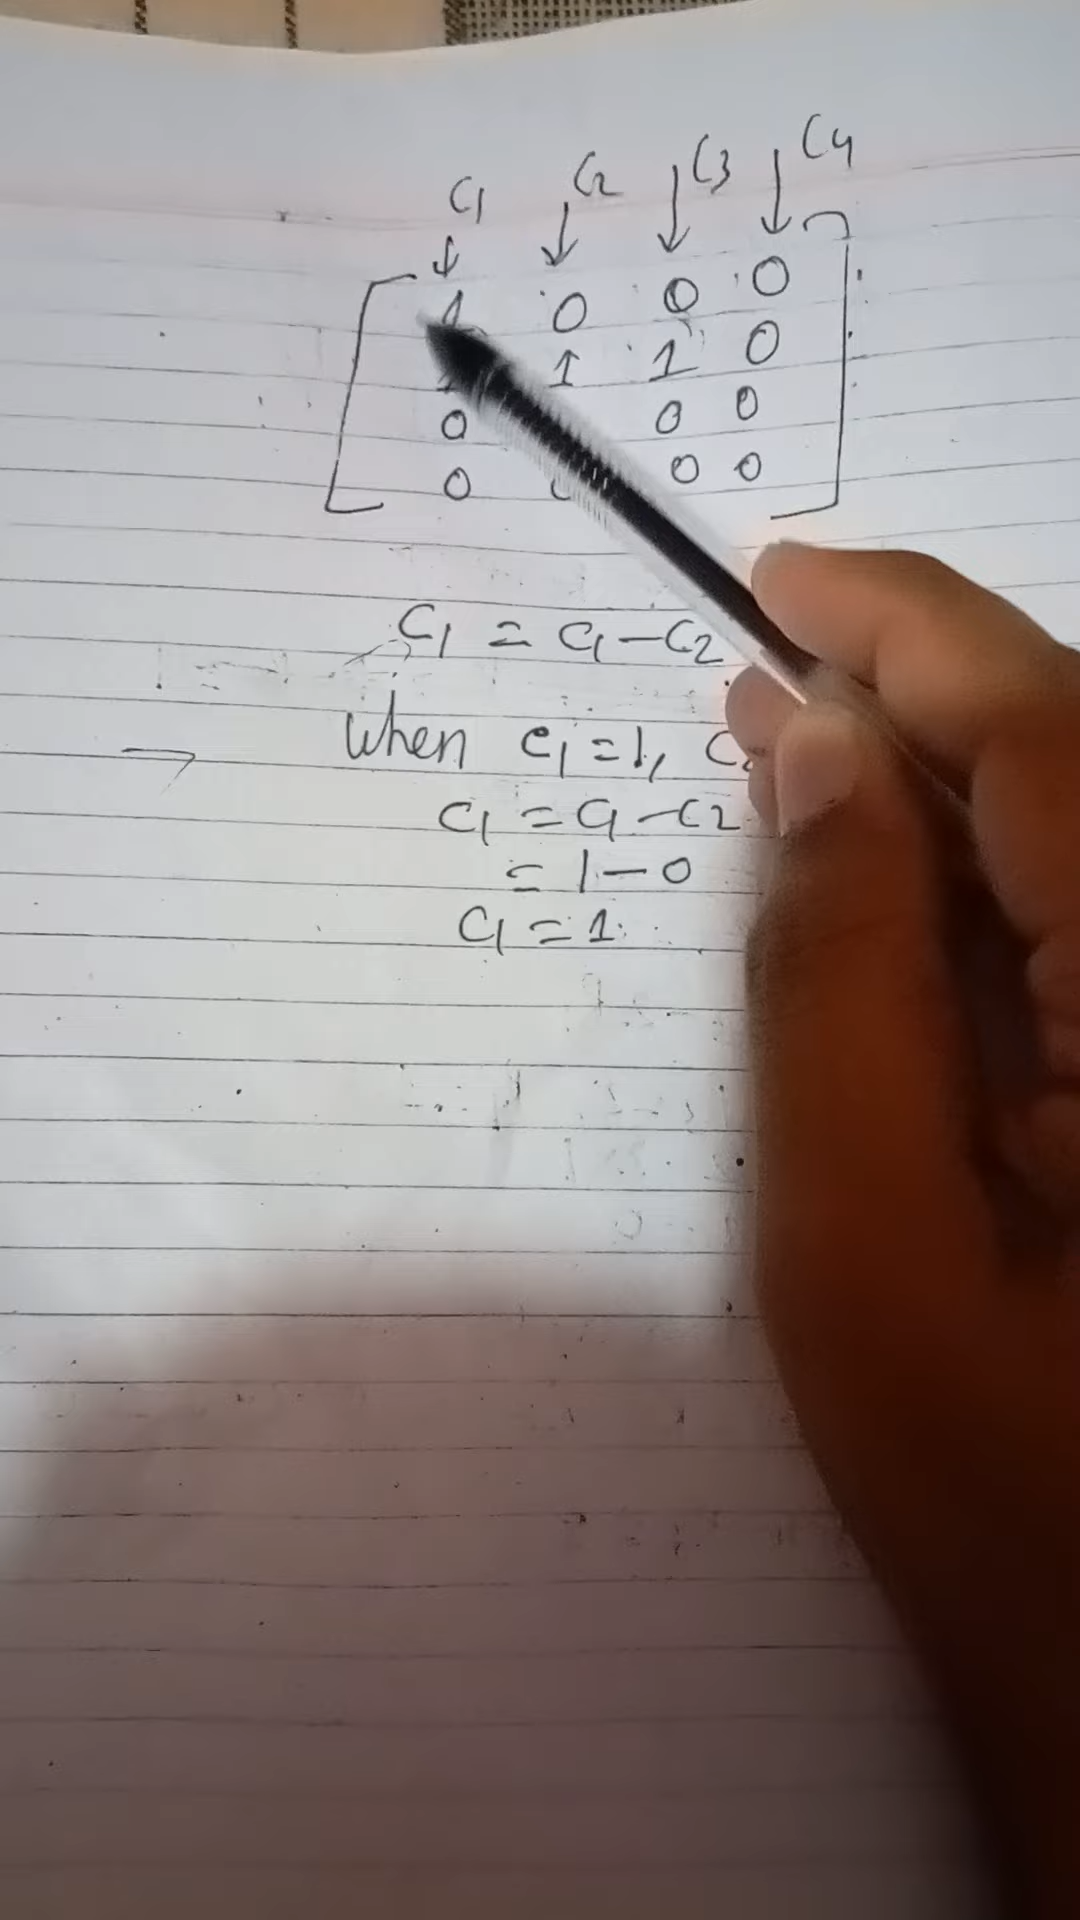 C1 C2 C3 C4
1 0 0 0
1 1 0
0 0 0
0 0 0
C1 = C1 - C2
When C1 = 1,
C1 = C1 - C2
= 1 - 0
C1 = 1